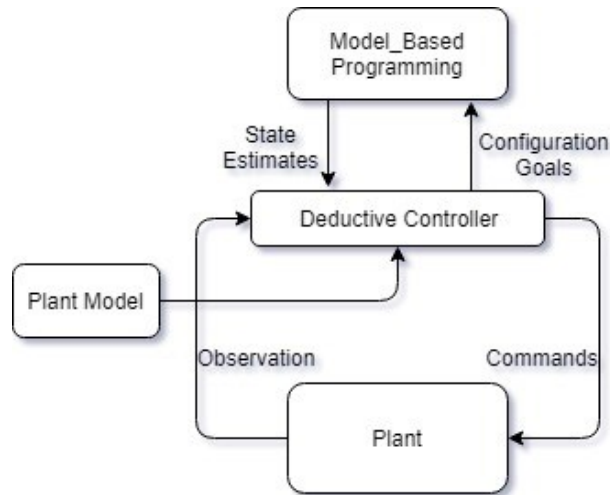 Model_Based
Programming
State
Estimates
Configuration
Goals
Deductive Controller
Plant Model
Observation
Commands
Plant